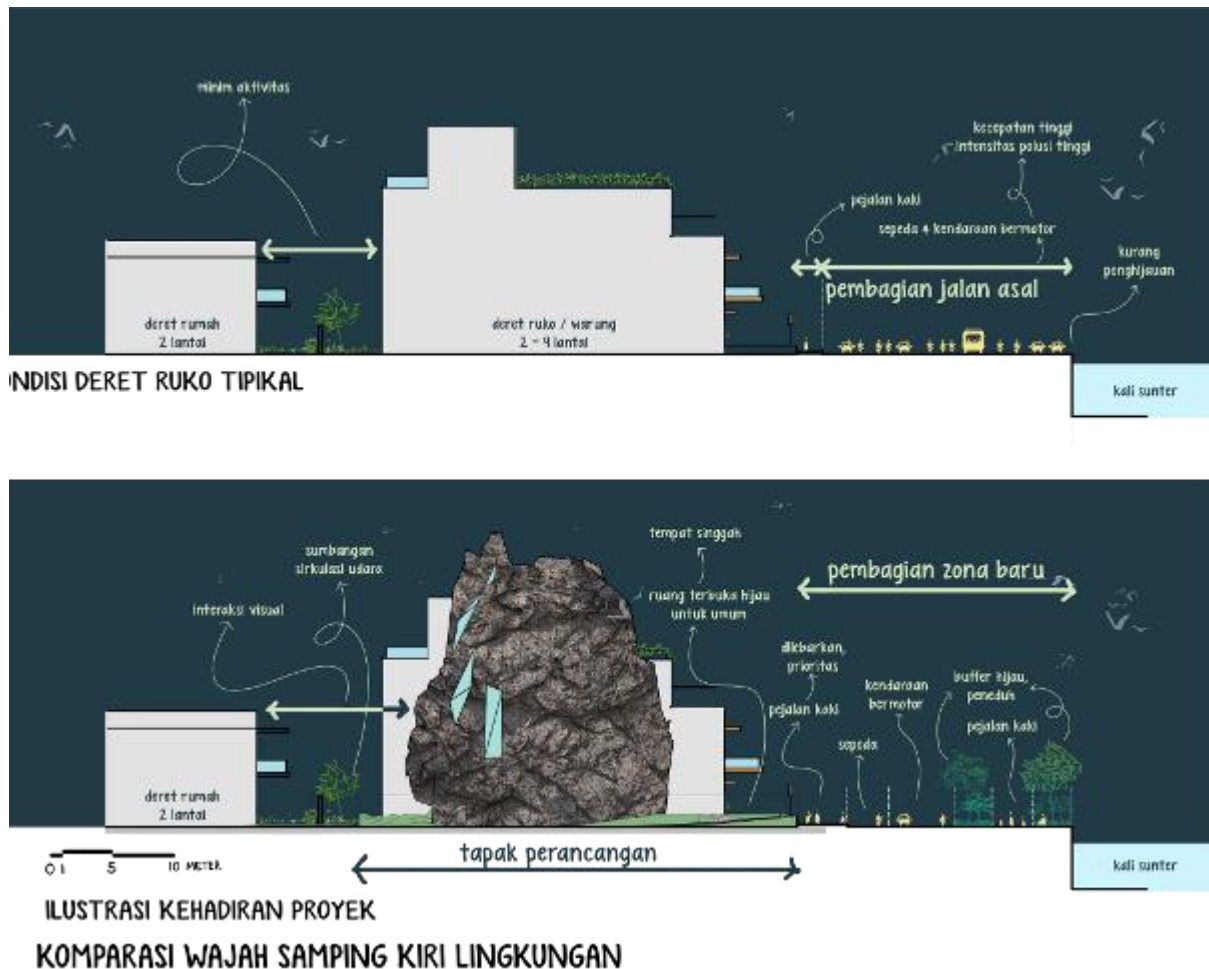 minim aktivitas
kecepatan tinggi
intensitas polusi tinggi
pejalan kaki
sepeda & kendaraan bermotor
kurang
penghijauan
pembagian jalan asal
deret rumah
2 lantai
deret ruko / warung
2 - 4 lantai
kali sunter
NDISI DERET RUKO TIPIKAL
tempat singgah
sumbangan
sirkulasi udara
pembagian zona baru
interaksi visual
ruang terbuka hijau
untuk umum
dilebarkan,
prioritas
kendaraan
bermotor
buffer hijau,
peneduh
pejalan kaki
pejalan kaki
sepeda
deret rumah
2 lantai
tapak perancangan
kali sunter
0 1 5 10 METER
ILUSTRASI KEHADIRAN PROYEK
KOMPARASI WAJAH SAMPING KIRI LINGKUNGAN